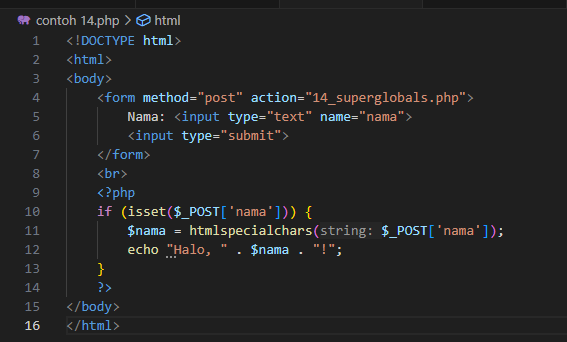 contoh 14.php > html
1 <!DOCTYPE html>
2 <html>
3 <body>
4     <form method="post" action="14_superglobals.php">
5         Nama: <input type="text" name="nama">
6         <input type="submit">
7     </form>
8     <br>
9     <?php
10     if (isset($_POST['nama'])) {
11         $nama = htmlspecialchars(string: $_POST['nama']);
12         echo "Halo, " . $nama . "!";
13     }
14     ?>
15 </body>
16 </html>